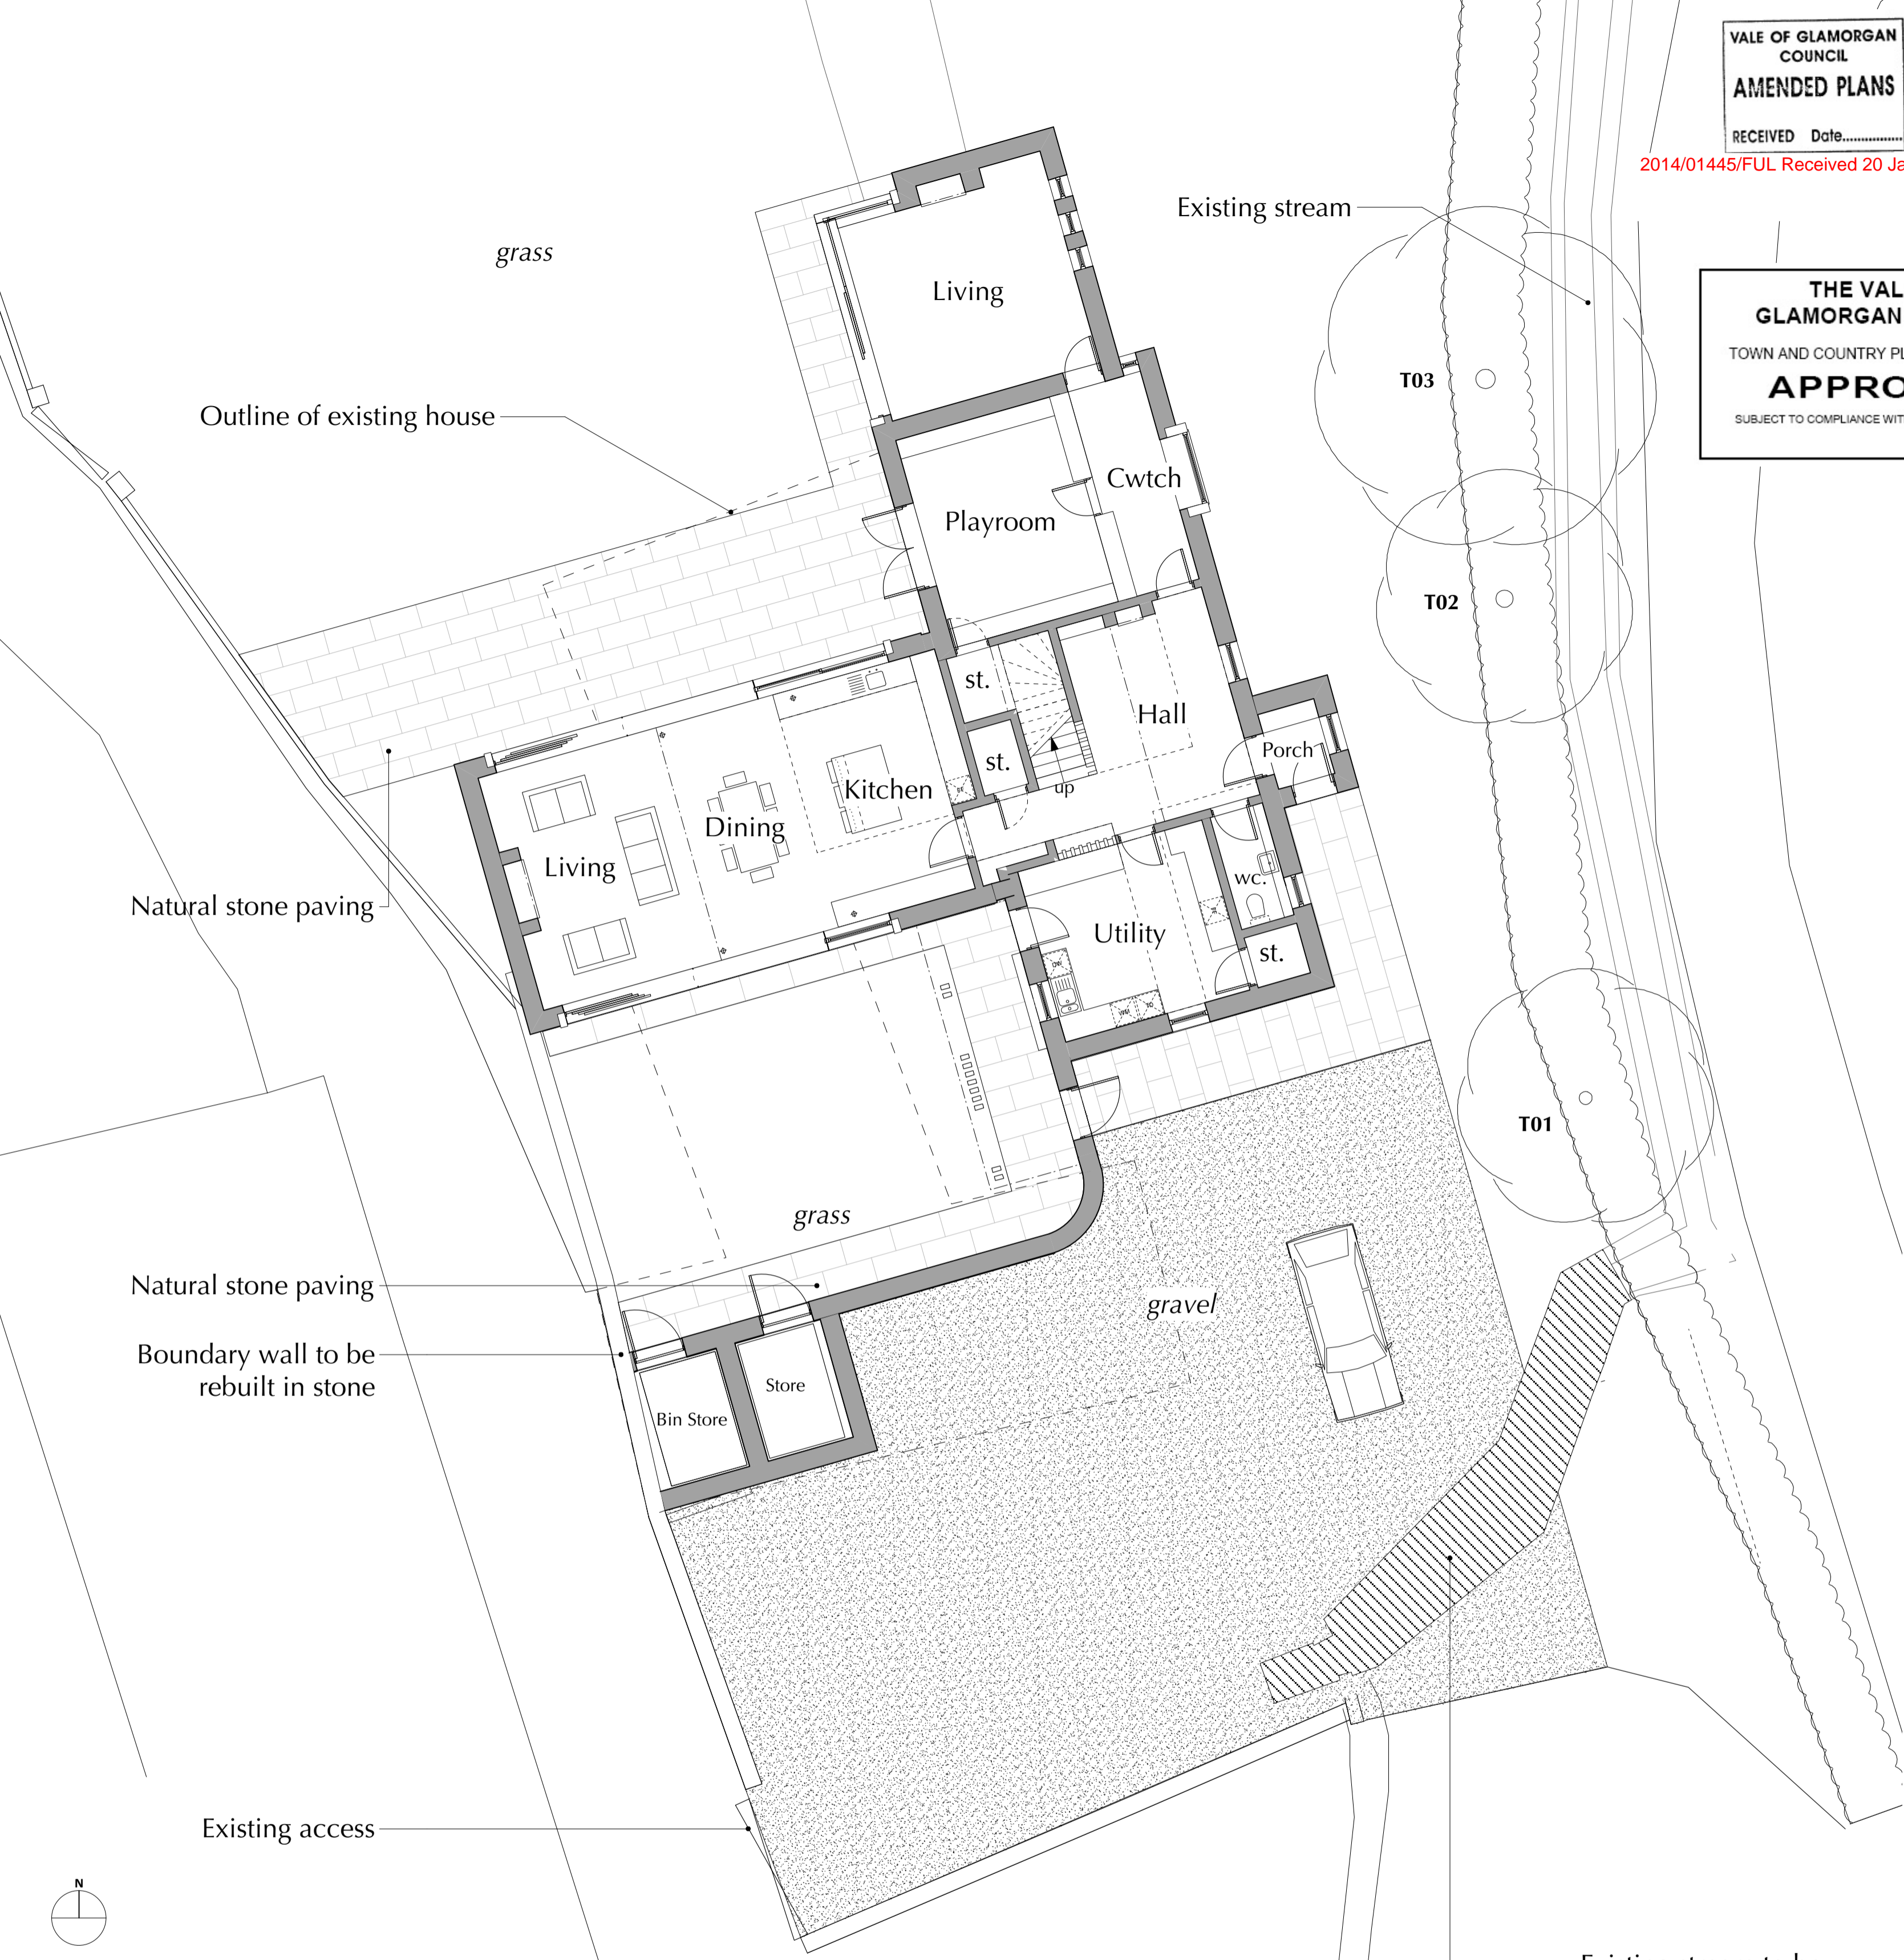 VALE OF GLAMORGAN
COUNCIL
AMENDED PLANS
RECEIVED Date................
2014/01445/FUL Received 20 Ja
Existing stream
grass
Living
THE VAL
GLAMORGAN
TOWN AND COUNTRY PL
APPRO
SUBJECT TO COMPLIANCE WIT
T03
Outline of existing house
Cwtch
Playroom
T02
st.
Hall
Porch
st.
up
Kitchen
Dining
Living
wc.
Natural stone paving
Utility
st.
DW
WM
TD
T01
grass
Natural stone paving
gravel
Boundary wall to be
rebuilt in stone
Store
Bin Store
Existing access
N